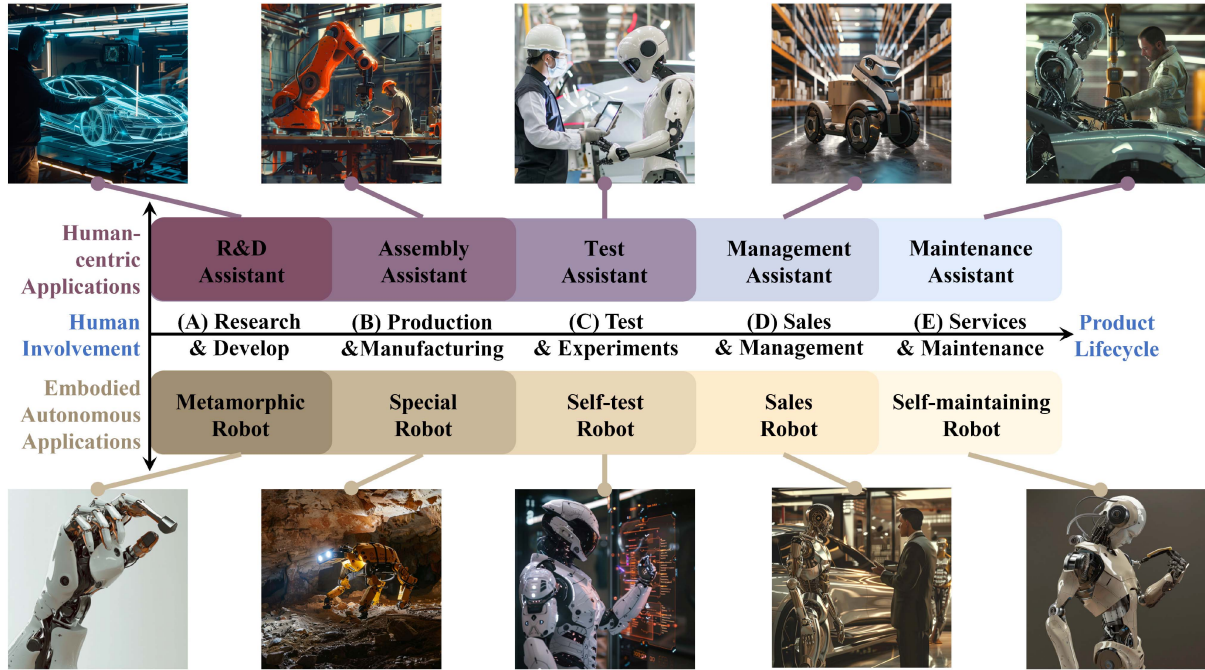 Human-
centric
Applications
R&D
Assistant
Assembly
Assistant
Test
Assistant
Management
Assistant
Maintenance
Assistant
Human
Involvement
(A) Research
& Develop
(B) Production
&Manufacturing
(C) Test
& Experiments
(D) Sales
& Management
(E) Services
& Maintenance
Product
Lifecycle
Embodied
Autonomous
Applications
Metamorphic
Robot
Special
Robot
Self-test
Robot
Sales
Robot
Self-maintaining
Robot